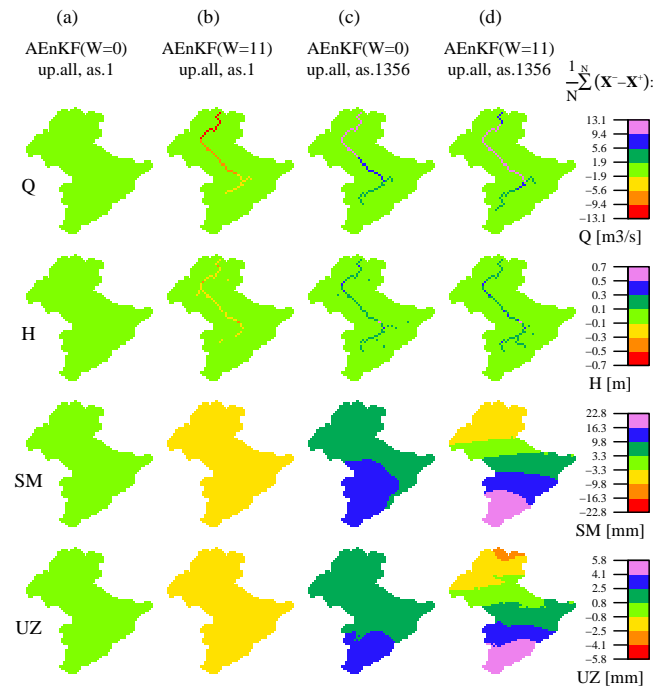 (a) (b) (c) (d)
AEnKF(W=0) AEnKF(W=11) AEnKF(W=0) AEnKF(W=11)
up.all, as.1 up.all, as.1 up.all, as.1356 up.all, as.1356
1/N ∑ N (X⁻−X⁺):
Q
13.1
9.4
5.6
1.9
−1.9
−5.6
−9.4
−13.1
Q [m3/s]
H
0.7
0.5
0.3
0.1
−0.1
−0.3
−0.5
−0.7
H [m]
SM
22.8
16.3
9.8
3.3
−3.3
−9.8
−16.3
−22.8
SM [mm]
UZ
5.8
4.1
2.5
0.8
−0.8
−2.5
−4.1
−5.8
UZ [mm]